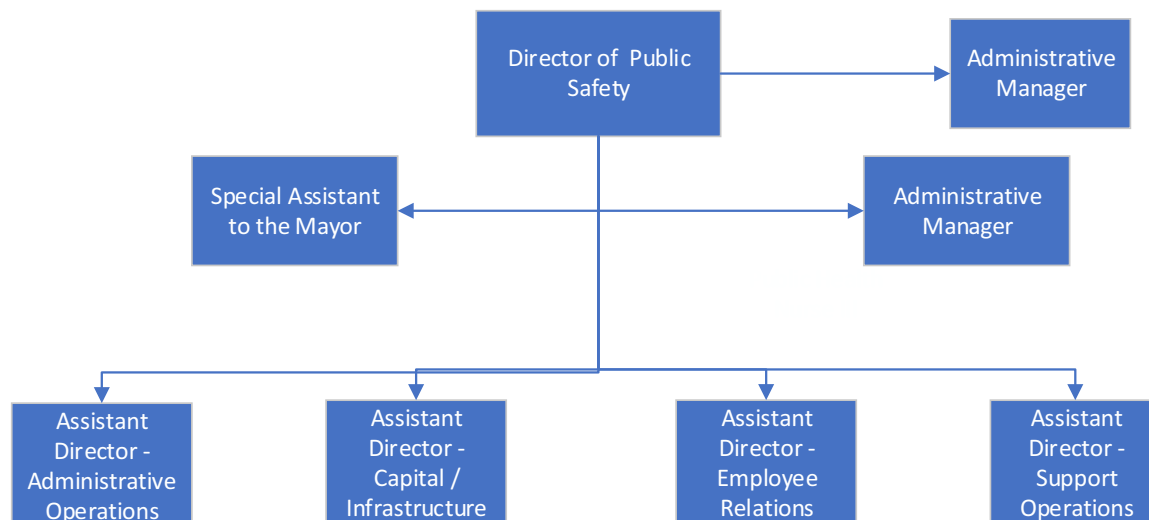 Director of Public
Safety
Administrative
Manager
Special Assistant
to the Mayor
Administrative
Manager
Assistant
Director -
Administrative
Operations
Assistant
Director -
Capital /
Infrastructure
Assistant
Director -
Employee
Relations
Assistant
Director -
Support
Operations